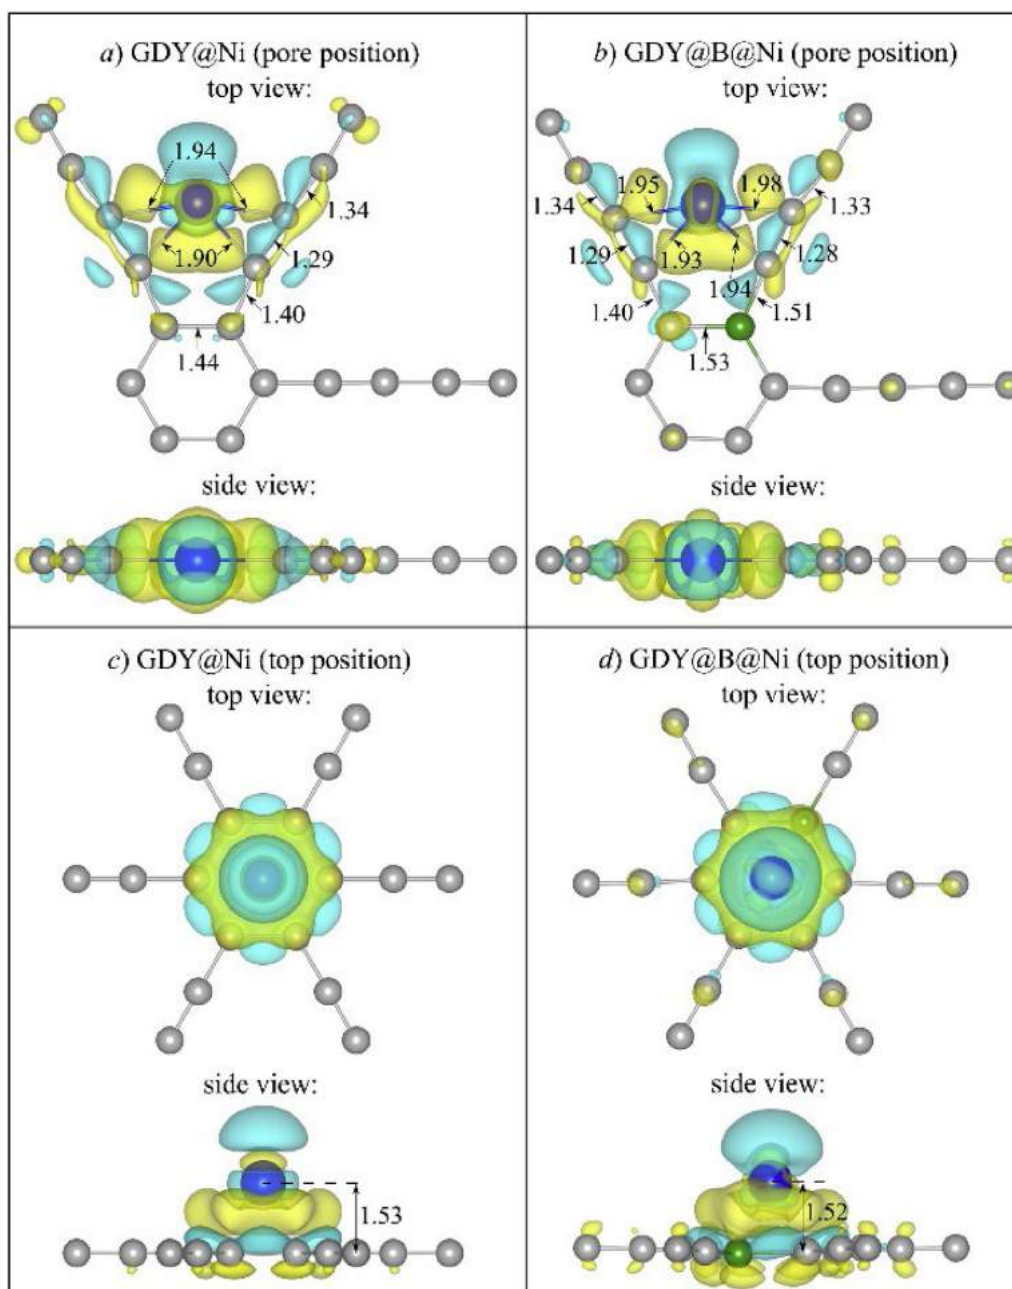 a) GDY@Ni (pore position)
top view:
1.94
1.34
1.90
1.29
1.40
1.44
side view:
b) GDY@B@Ni (pore position)
top view:
1.95
1.98
1.34
1.33
1.29
1.93
1.28
1.94
1.40
1.51
1.53
side view:
c) GDY@Ni (top position)
top view:
side view:
1.53
d) GDY@B@Ni (top position)
top view:
side view:
1.52